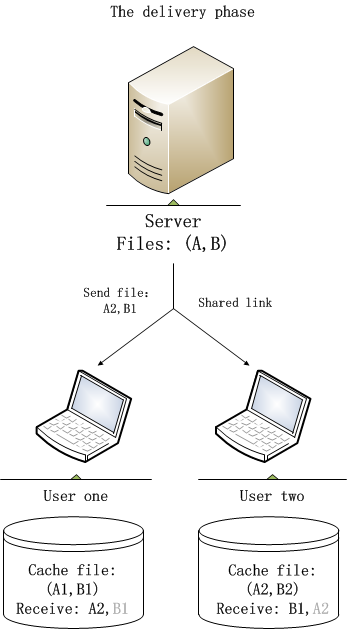 The delivery phase
Server
Files: (A,B)
Send file:
A2,B1
Shared link
User one
User two
Cache file:
(A1,B1)
Receive: A2,B1
Cache file:
(A2,B2)
Receive: B1,A2